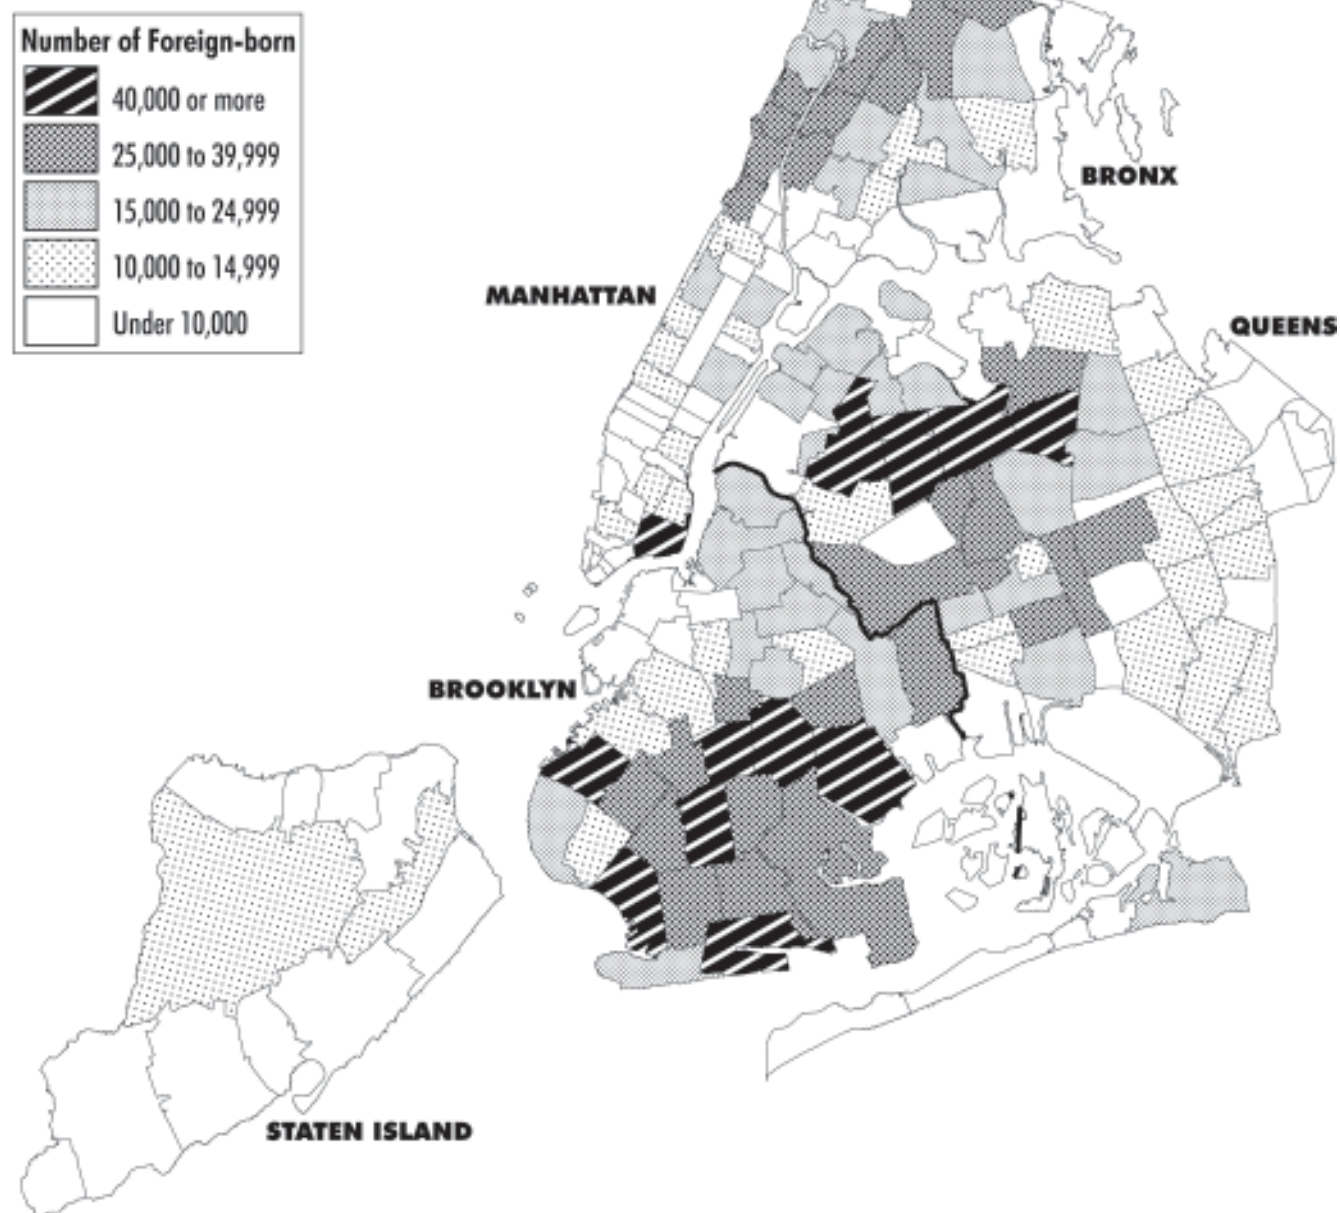 Number of Foreign-born
40,000 or more
25,000 to 39,999
15,000 to 24,999
10,000 to 14,999
Under 10,000
BRONX
MANHATTAN
QUEENS
BROOKLYN
STATEN ISLAND